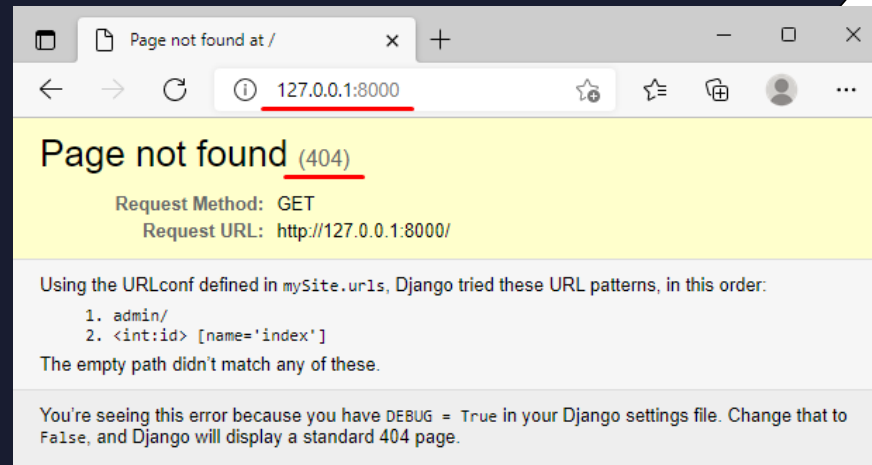 Page not found at /
127.0.0.1:8000
Page not found (404)
Request Method: GET
Request URL: http://127.0.0.1:8000/
Using the URLconf defined in mySite.urls, Django tried these URL patterns, in this order:
1. admin/
2. <int:id> [name='index']
The empty path didn't match any of these.
You're seeing this error because you have DEBUG = True in your Django settings file. Change that to
False, and Django will display a standard 404 page.